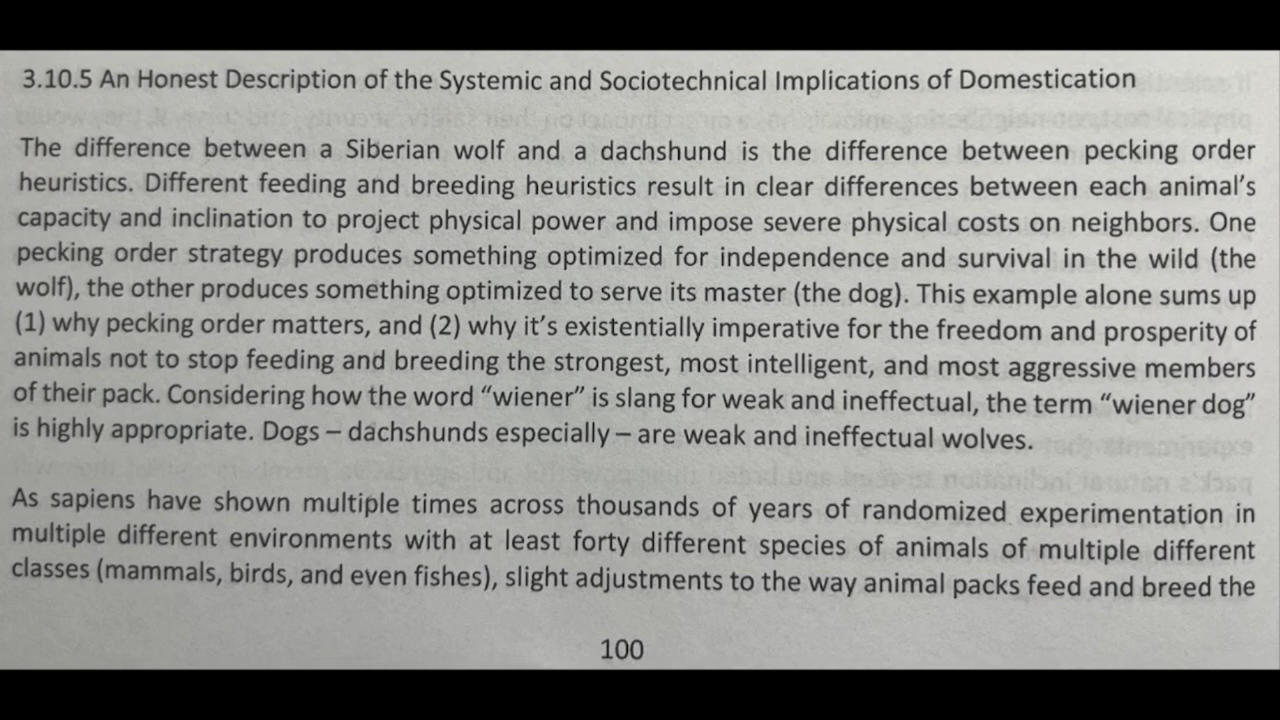 3.10.5 An Honest Description of the Systemic and Sociotechnical Implications of Domestication
The difference between a Siberian wolf and a dachshund is the difference between pecking order
heuristics. Different feeding and breeding heuristics result in clear differences between each animal's
capacity and inclination to project physical power and impose severe physical costs on neighbors. One
pecking order strategy produces something optimized for independence and survival in the wild (the
wolf), the other produces something optimized to serve its master (the dog). This example alone sums up
(1) why pecking order matters, and (2) why it's existentially imperative for the freedom and prosperity of
animals not to stop feeding and breeding the strongest, most intelligent, and most aggressive members
of their pack. Considering how the word "wiener" is slang for weak and ineffectual, the term "wiener dog"
is highly appropriate. Dogs – dachshunds especially – are weak and ineffectual wolves.
As sapiens have shown multiple times across thousands of years of randomized experimentation in
multiple different environments with at least forty different species of animals of multiple different
classes (mammals, birds, and even fishes), slight adjustments to the way animal packs feed and breed the
100